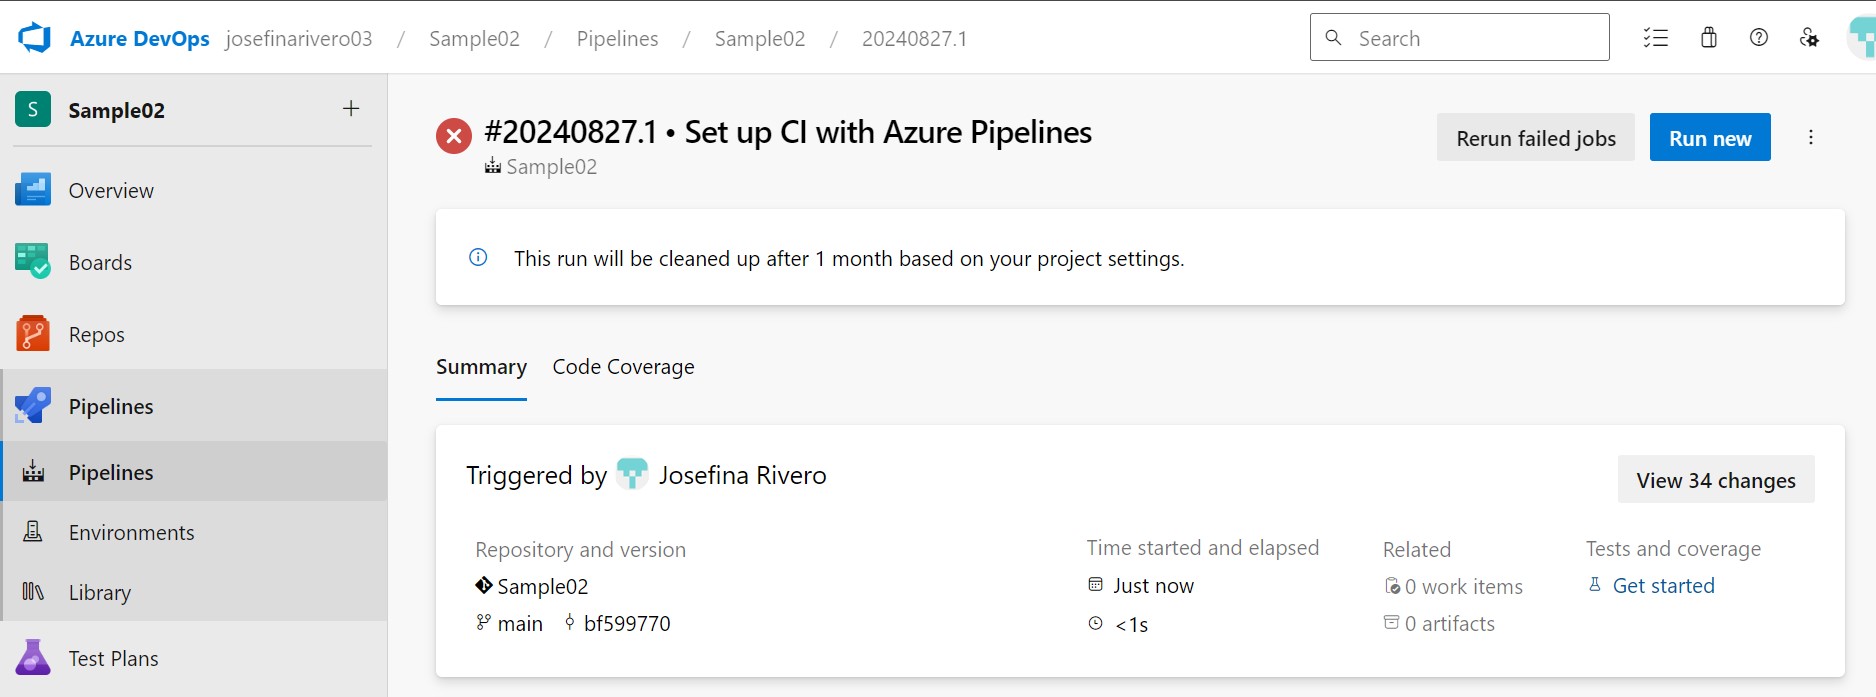 Azure DevOps josefinarivero03 / Sample02 / Pipelines / Sample02 / 20240827.1
Search
S Sample02 +
Overview
Boards
Repos
Pipelines
Pipelines
Environments
Library
Test Plans
#20240827.1 • Set up CI with Azure Pipelines
Sample02
Rerun failed jobs
Run new
This run will be cleaned up after 1 month based on your project settings.
Summary Code Coverage
Triggered by Josefina Rivero
View 34 changes
Repository and version
Sample02
main bf599770
Time started and elapsed
Just now
<1s
Related
0 work items
0 artifacts
Tests and coverage
Get started